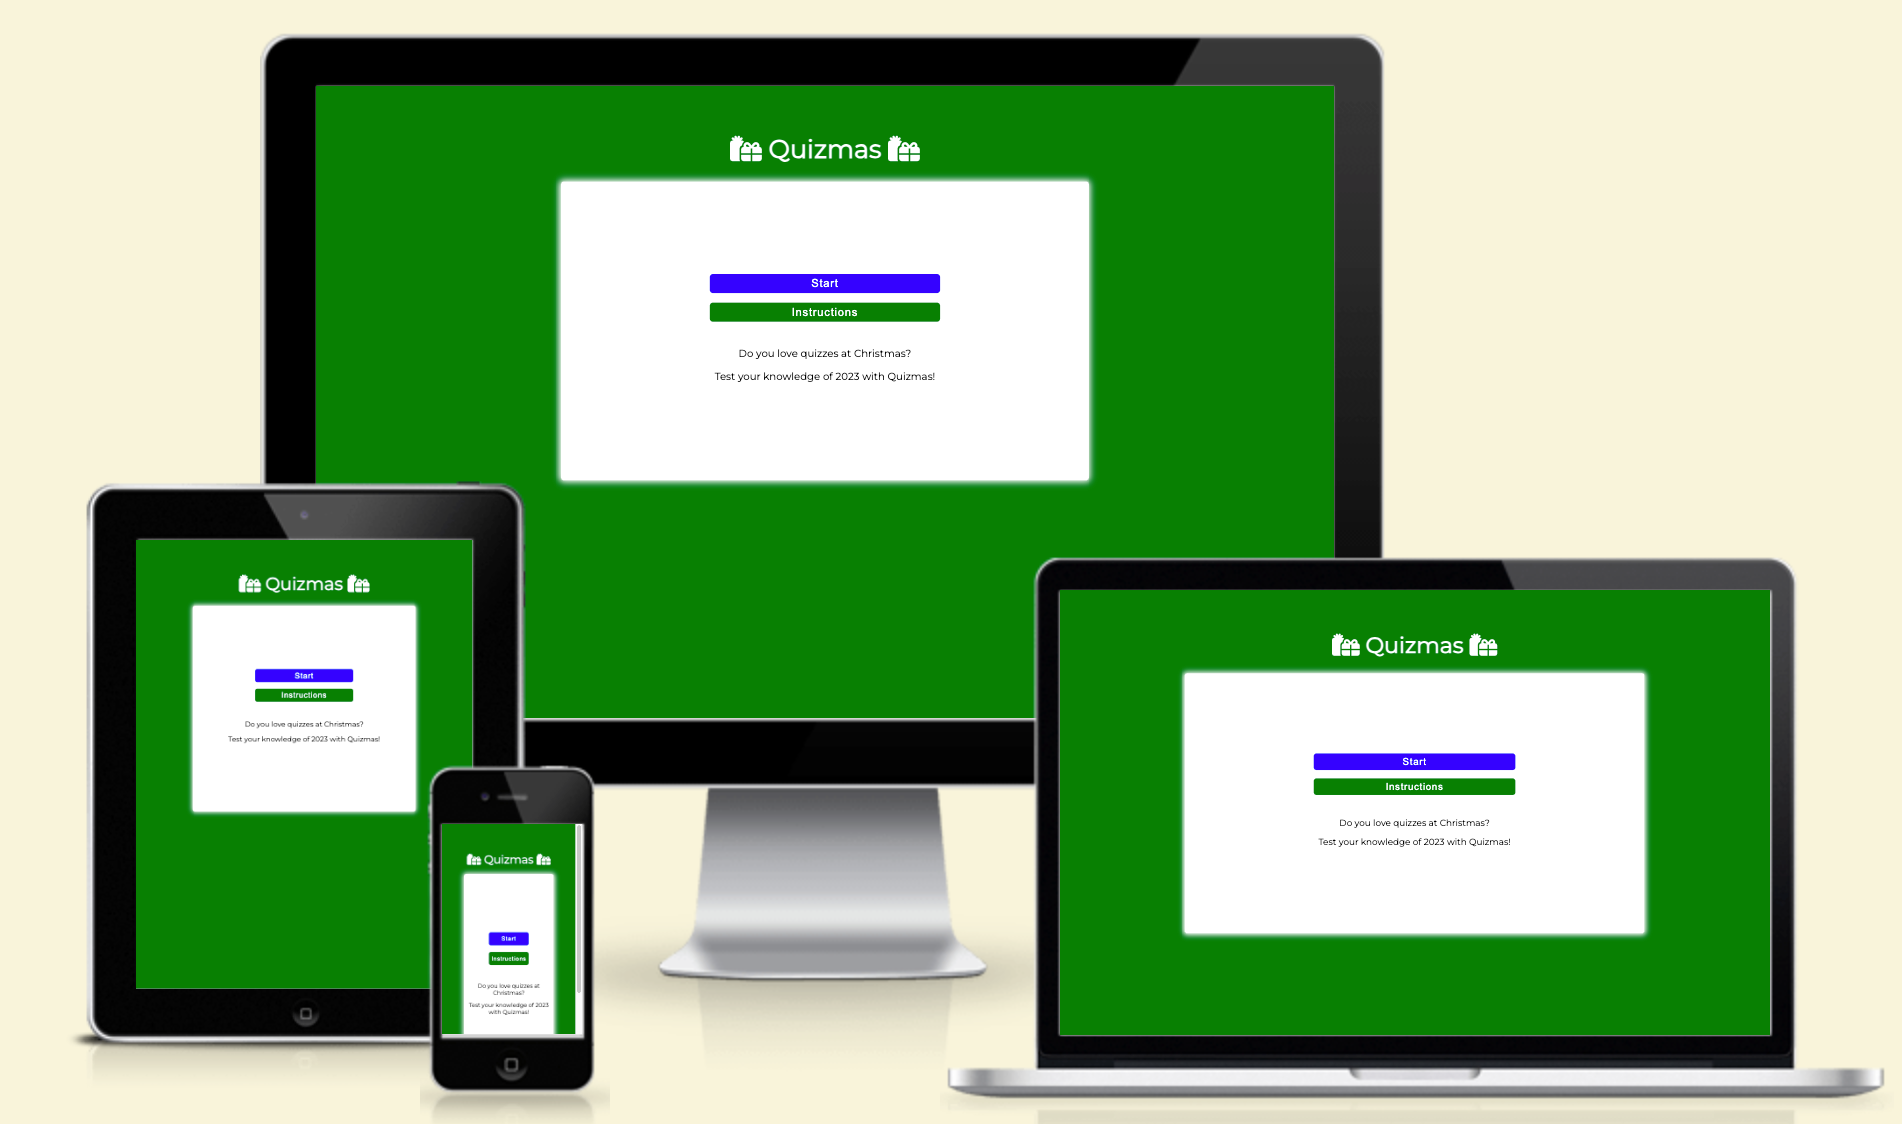 Quizmas
Start
Instructions
Do you love quizzes at Christmas?
Test your knowledge of 2023 with Quizmas!
Quizmas
Start
Instructions
Do you love quizzes at Christmas?
Test your knowledge of 2023 with Quizmas!
Quizmas
Start
Instructions
Do you love quizzes at
Christmas?
Test your knowledge of 2023
with Quizmas!
Quizmas
Start
Instructions
Do you love quizzes at Christmas?
Test your knowledge of 2023 with Quizmas!